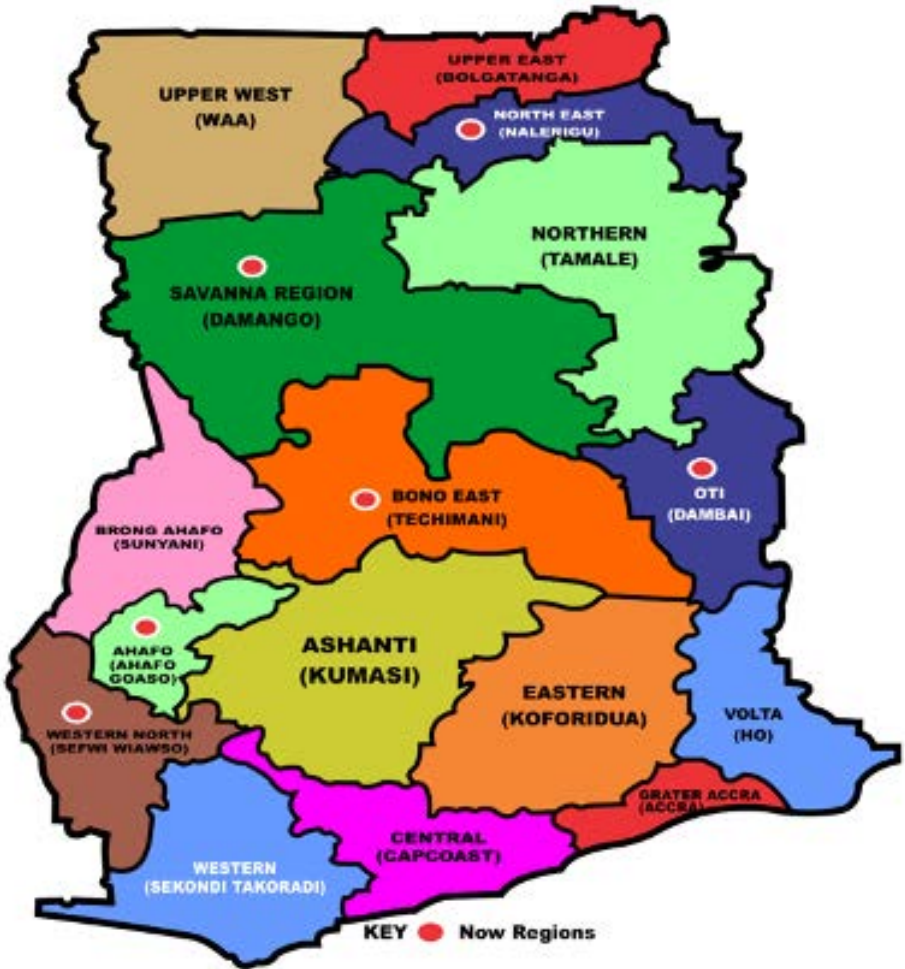 UPPER EAST
(BOLGATANGA)
UPPER WEST
(WAA)
NORTH EAST
(NALERIGU)
NORTHERN
(TAMALE)
SAVANNA REGION
(DAMANGO)
BONO EAST
(TECHIMANI)
OTI
(DAMBAI)
BRONG AHAFO
(SUNYANI)
ASHANTI
(KUMASI)
AHAFO
(AHAFO
GOASO)
EASTERN
(KOFORIDUA)
VOLTA
(HO)
WESTERN NORTH
(SEFWI WIAWSO)
GRATER ACCRA
(ACCRA)
CENTRAL
(CAPCOAST)
WESTERN
(SEKONDI TAKORADI)
KEY Now Regions